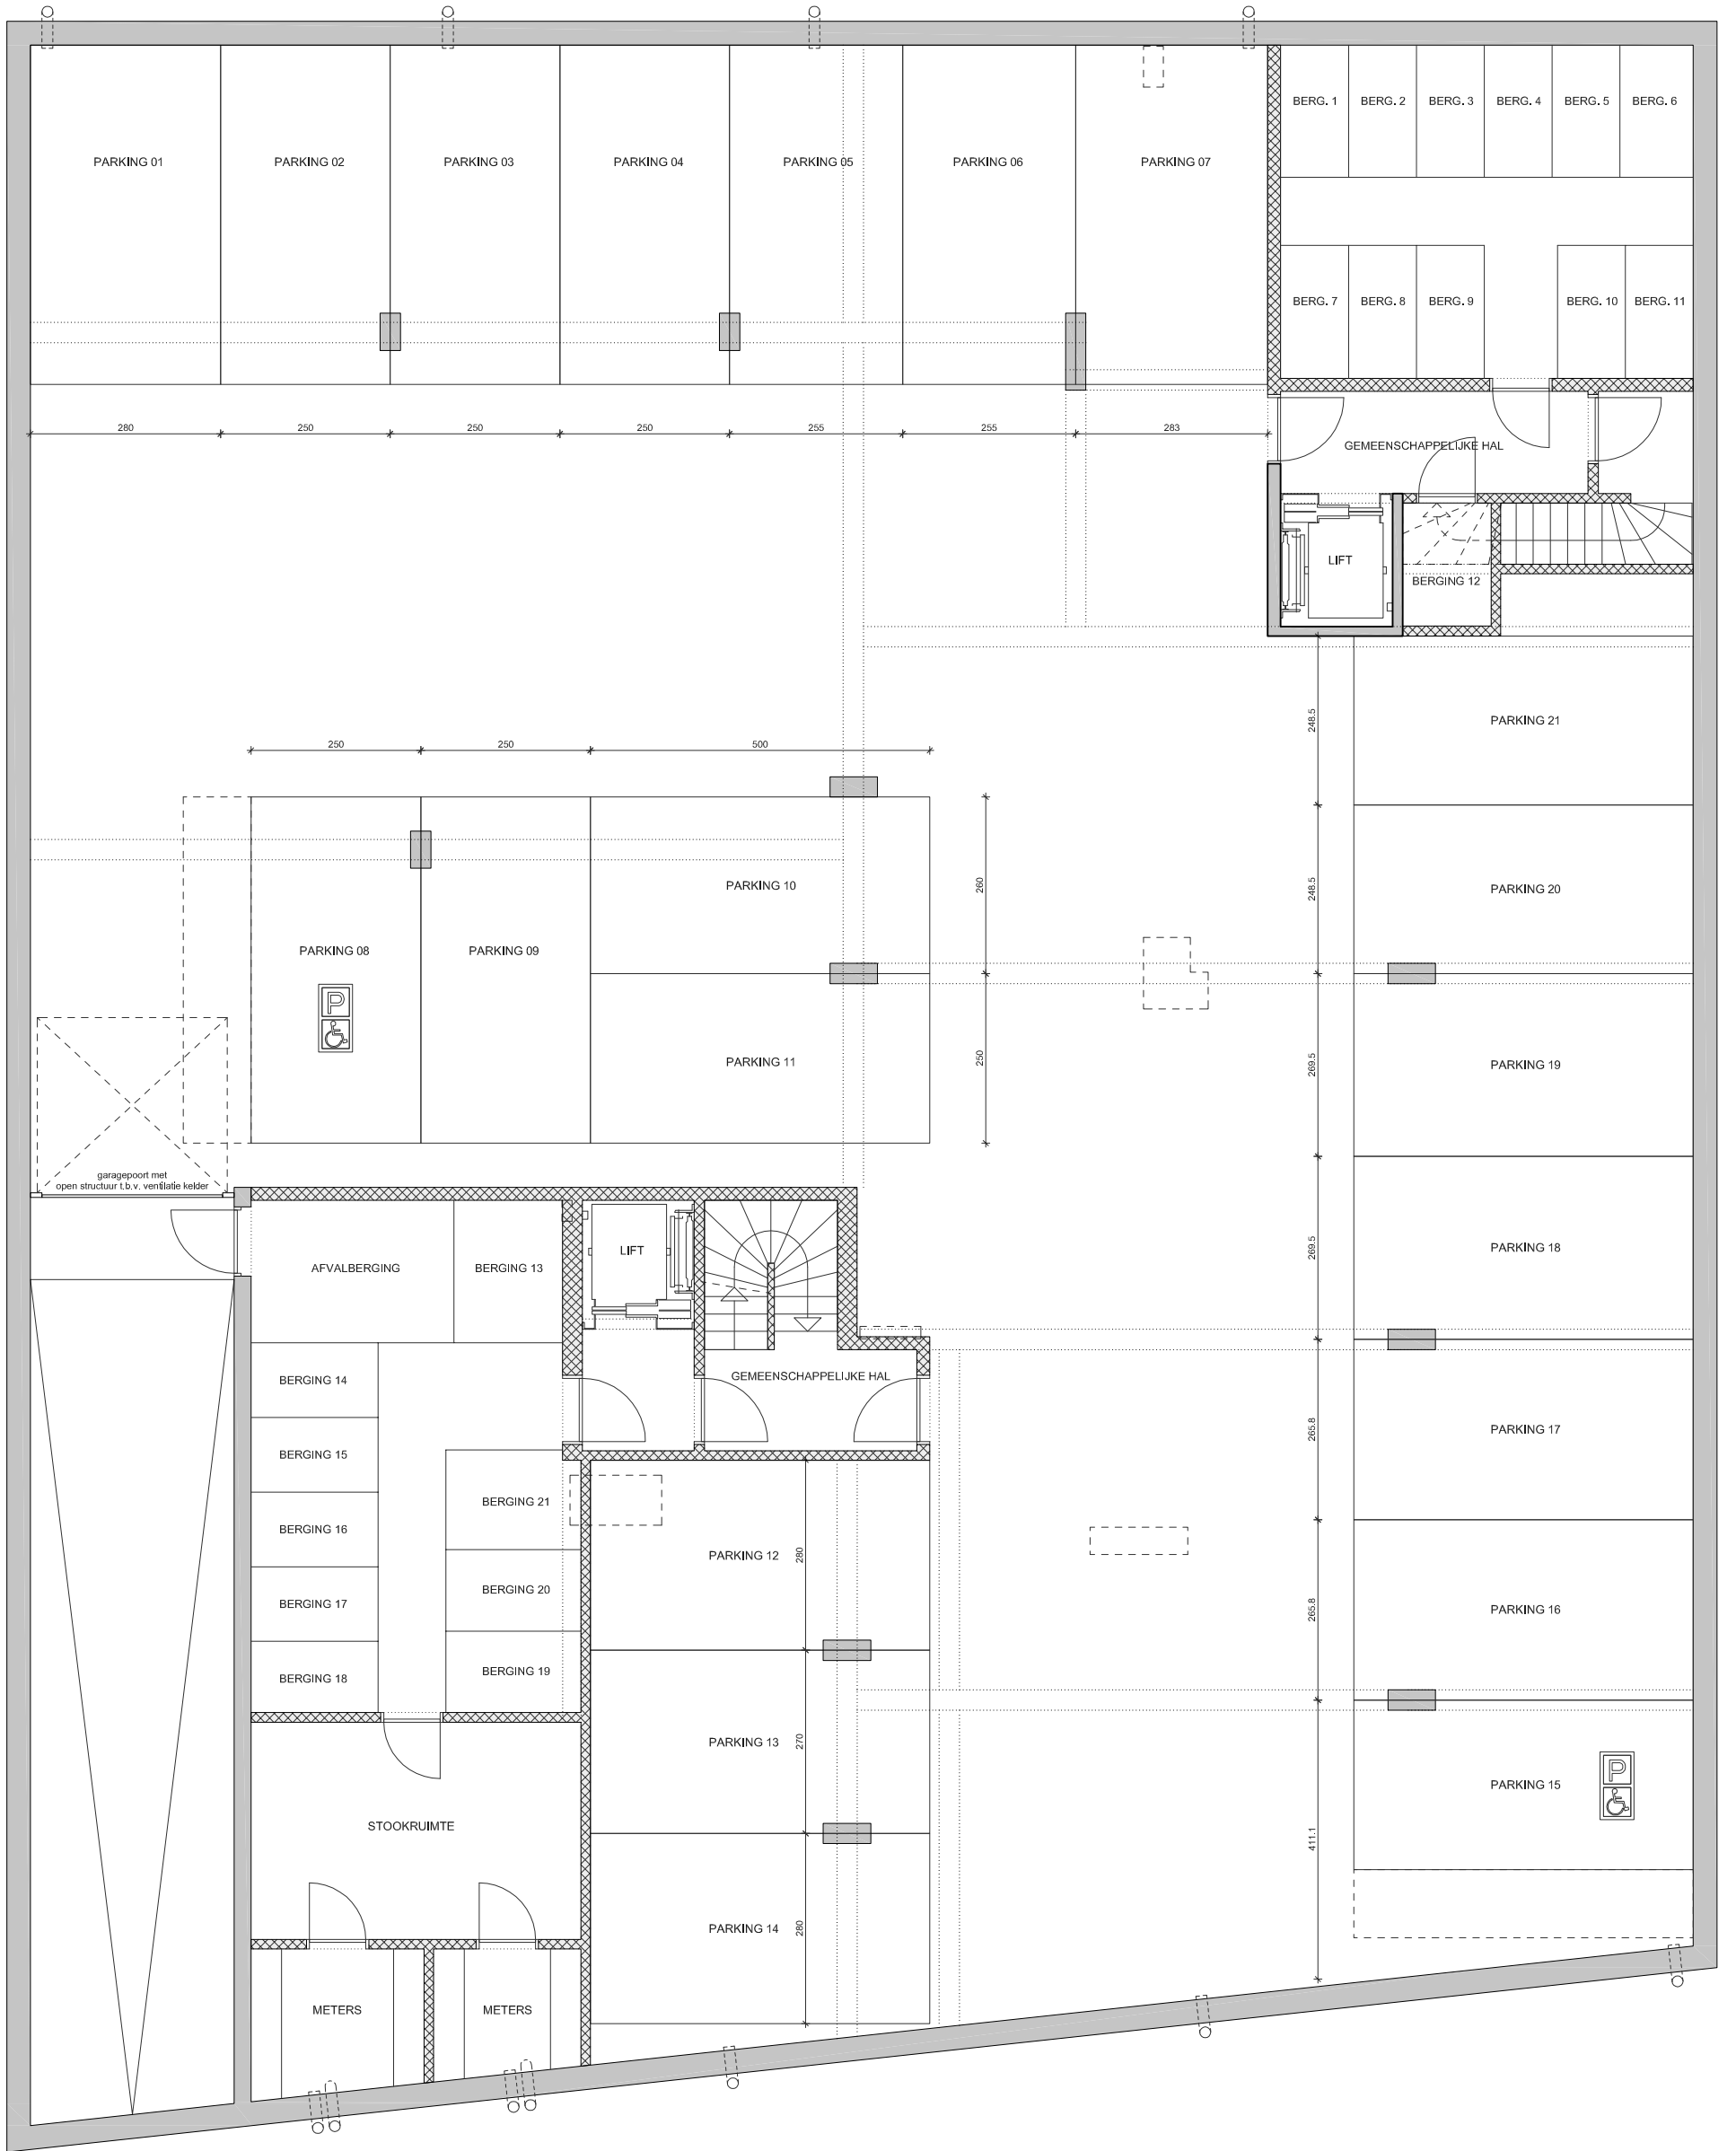 BERG. 1 BERG. 2 BERG. 3 BERG. 4 BERG. 5 BERG. 6
PARKING 01 PARKING 02 PARKING 03 PARKING 04 PARKING 05 PARKING 06 PARKING 07
BERG. 7 BERG. 8 BERG. 9 BERG. 10 BERG. 11
280 250 250 250 255 255 283
GEMEENSCHAPPELIJKE HAL
LIFT
BERGING 12
248.5
PARKING 21
250 250 500
PARKING 10
260
248.5
PARKING 20
PARKING 08 PARKING 09
P
PARKING 11
250
269.5
PARKING 19
garagepoort met
open structuur t.b.v. ventilatie kelder
AFVALBERGING BERGING 13
LIFT
269.5
PARKING 18
BERGING 14
GEMEENSCHAPPELIJKE HAL
265.8
PARKING 17
BERGING 15
BERGING 21
BERGING 16
PARKING 12
280
BERGING 20
BERGING 17
265.8
PARKING 16
BERGING 19
BERGING 18
PARKING 13
270
PARKING 15
P
STOOKRUIMTE
411.1
PARKING 14
280
METERS METERS